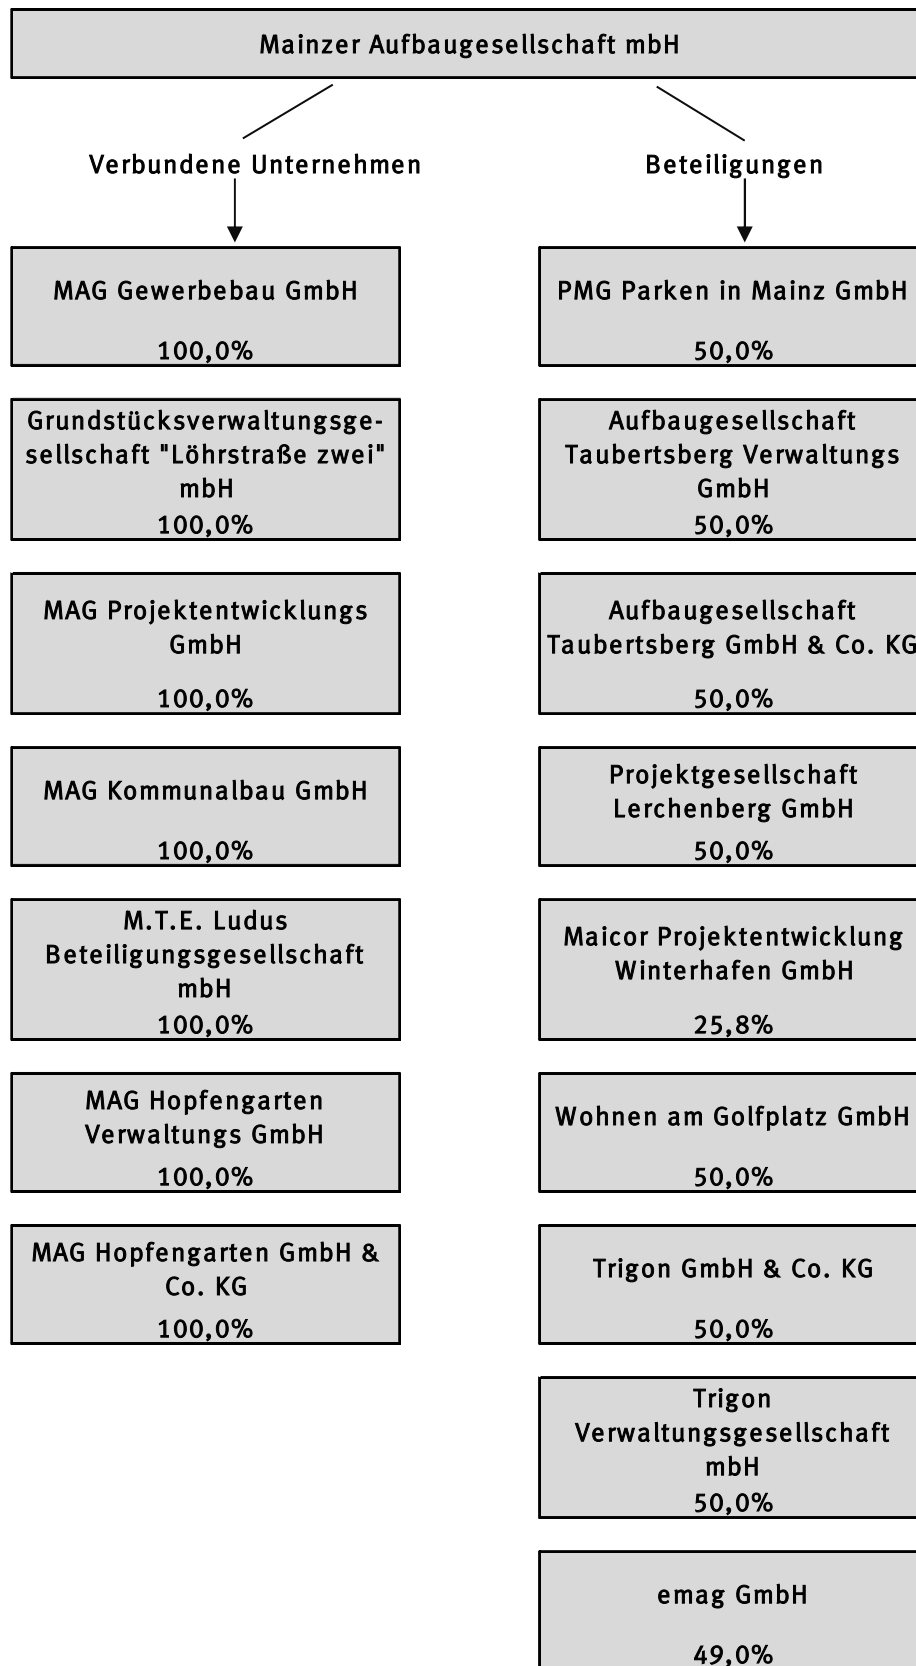 Mainzer Aufbaugesellschaft mbH
Verbundene Unternehmen
MAG Gewerbebau GmbH
100,0%
Grundstücksverwaltungsge-
sellschaft "Löhrstraße zwei"
mbH
100,0%
MAG Projektentwicklungs
GmbH
100,0%
MAG Kommunalbau GmbH
100,0%
M.T.E. Ludus
Beteiligungsgesellschaft
mbH
100,0%
MAG Hopfengarten
Verwaltungs GmbH
100,0%
MAG Hopfengarten GmbH &
Co. KG
100,0%
Beteiligungen
PMG Parken in Mainz GmbH
50,0%
Aufbaugesellschaft
Taubertsberg Verwaltungs
GmbH
50,0%
Aufbaugesellschaft
Taubertsberg GmbH & Co. KG
50,0%
Projektgesellschaft
Lerchenberg GmbH
50,0%
Maicor Projektentwicklung
Winterhafen GmbH
25,8%
Wohnen am Golfplatz GmbH
50,0%
Trigon GmbH & Co. KG
50,0%
Trigon
Verwaltungsgesellschaft
mbH
50,0%
emag GmbH
49,0%